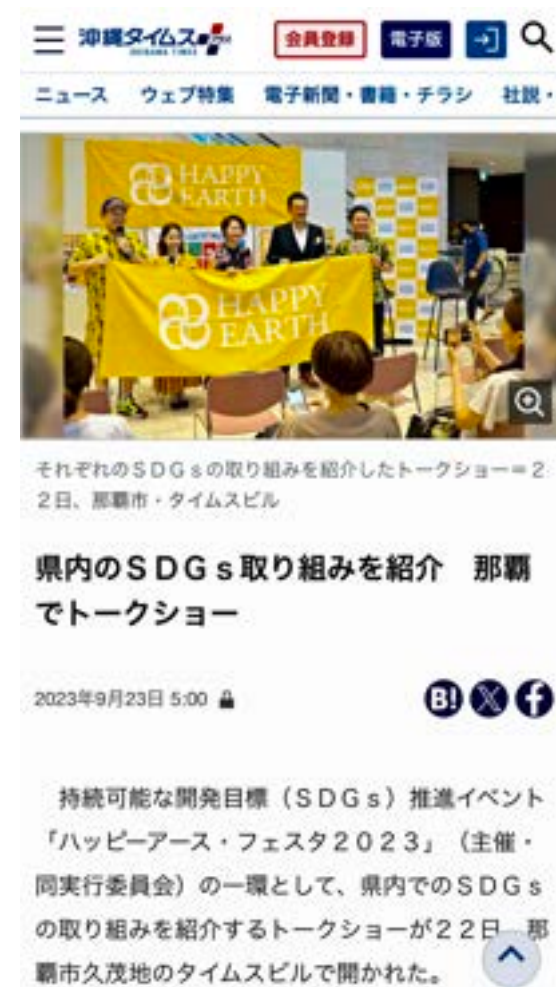 沖縄タイムス+プラス
OKINAWA TIMES
会員登録
電子版
ニュース ウェブ特集 電子新聞・書籍・チラシ 社説・
HAPPY
EARTH
HAPPY
EARTH
それぞれのSDGsの取り組みを紹介したトークショー＝2
2日、那覇市・タイムスビル
県内のSDGs取り組みを紹介　那覇
でトークショー
2023年9月23日 5:00
B!
X
f
持続可能な開発目標（SDGs）推進イベント
「ハッピーアース・フェスタ2023」（主催・
同実行委員会）の一環として、県内でのSDGs
の取り組みを紹介するトークショーが22日、那
覇市久茂地のタイムスビルで開かれた。